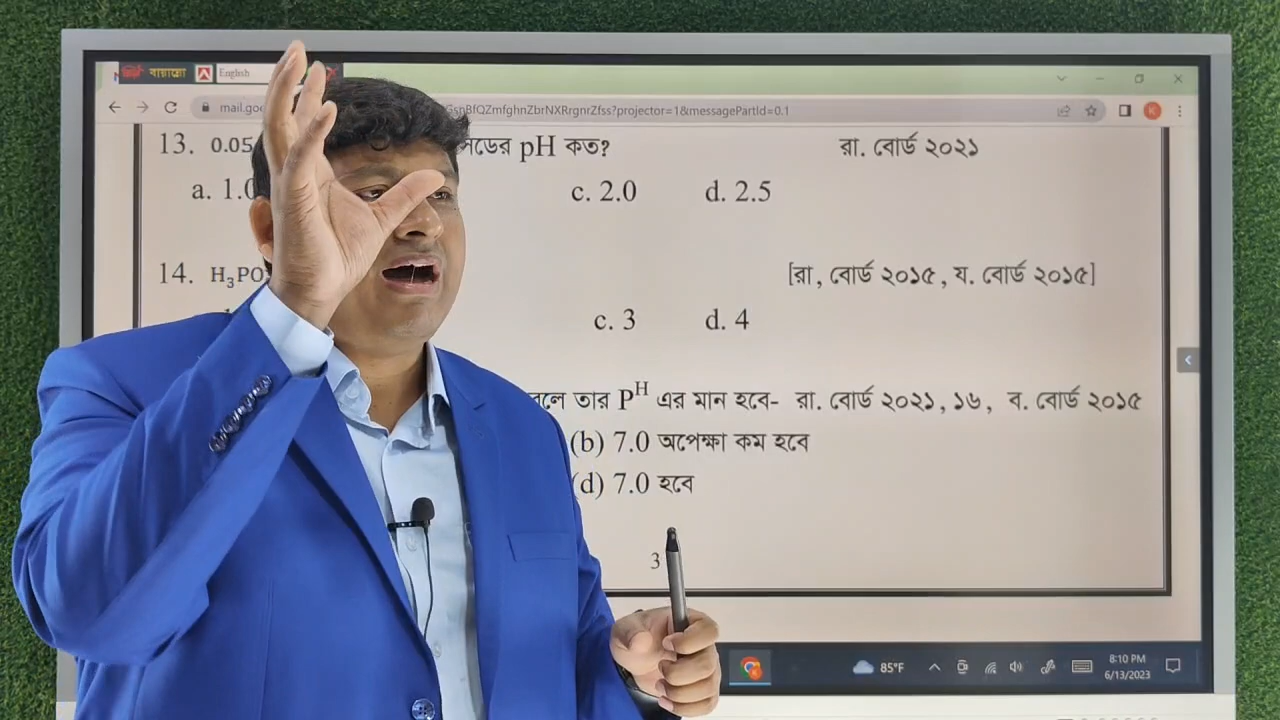 বায়ান্নো English
mail.goo GsnBfQZmfghnZbrNXRrgnrZfss?projector=1&messagePartId=0.1
K
13. 0.05 সিডের pH কত? রা. বোর্ড ২০২১
a. 1.0 c. 2.0 d. 2.5
14. H₃PO [রা, বোর্ড ২০১৫, য. বোর্ড ২০১৫]
c. 3 d. 4
তার Pᴴ এর মান হবে- রা. বোর্ড ২০২১, ১৬, ব. বোর্ড ২০১৫
(b) 7.0 অপেক্ষা কম হবে
(d) 7.0 হবে
3
85°F 8:10 PM
6/13/2023